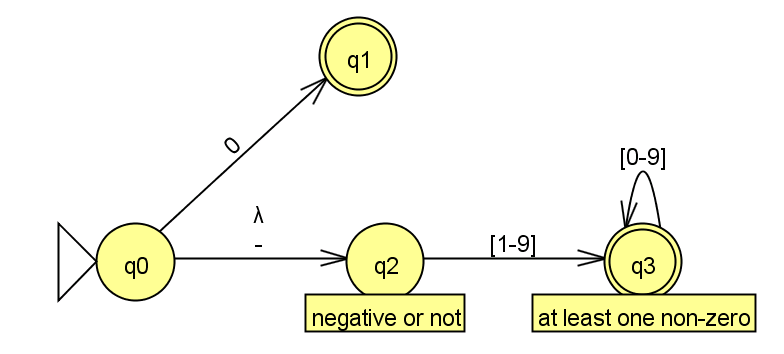 q1
0
[0-9]
λ
-
[1-9]
q0
q2
q3
negative or not
at least one non-zero